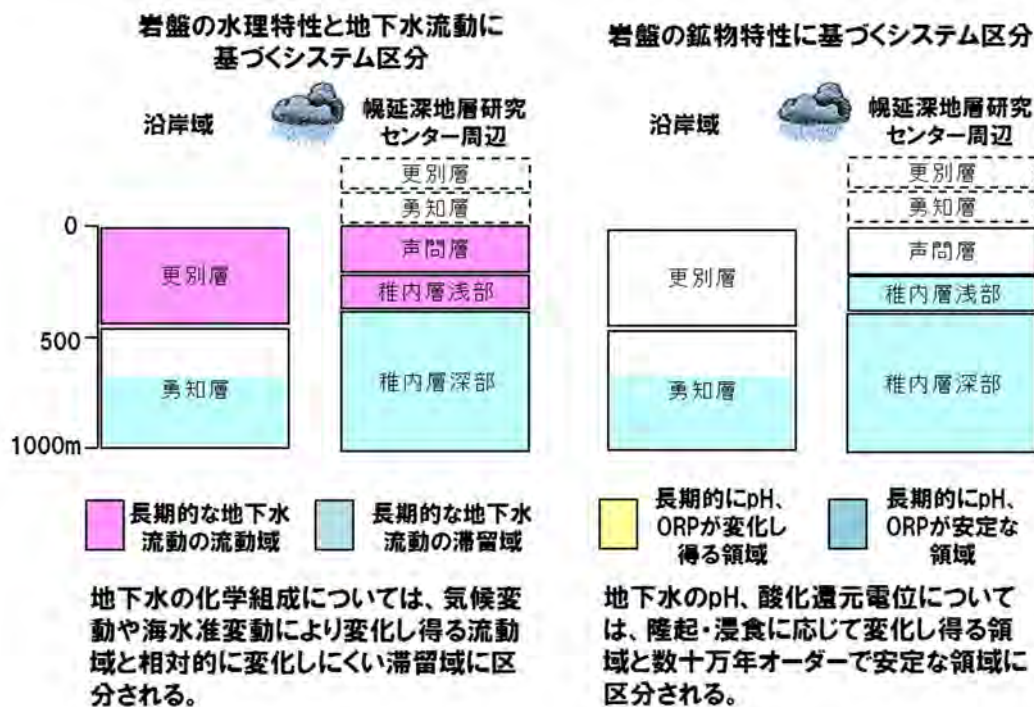 岩盤の水理特性と地下水流動に
基づくシステム区分
沿岸域
幌延深地層研究
センター周辺
更別層
勇知層
0
声問層
更別層
稚内層浅部
500
稚内層深部
勇知層
1000m
長期的な地下水
流動の流動域
長期的な地下水
流動の滞留域
地下水の化学組成については、気候変
動や海水準変動により変化し得る流動
域と相対的に変化しにくい滞留域に区
分される。
岩盤の鉱物特性に基づくシステム区分
沿岸域
幌延深地層研究
センター周辺
更別層
勇知層
声問層
更別層
稚内層浅部
稚内層深部
勇知層
長期的にpH、
ORPが変化し
得る領域
長期的にpH、
ORPが安定な
領域
地下水のpH、酸化還元電位について
は、隆起・浸食に応じて変化し得る領
域と数十万年オーダーで安定な領域に
区分される。